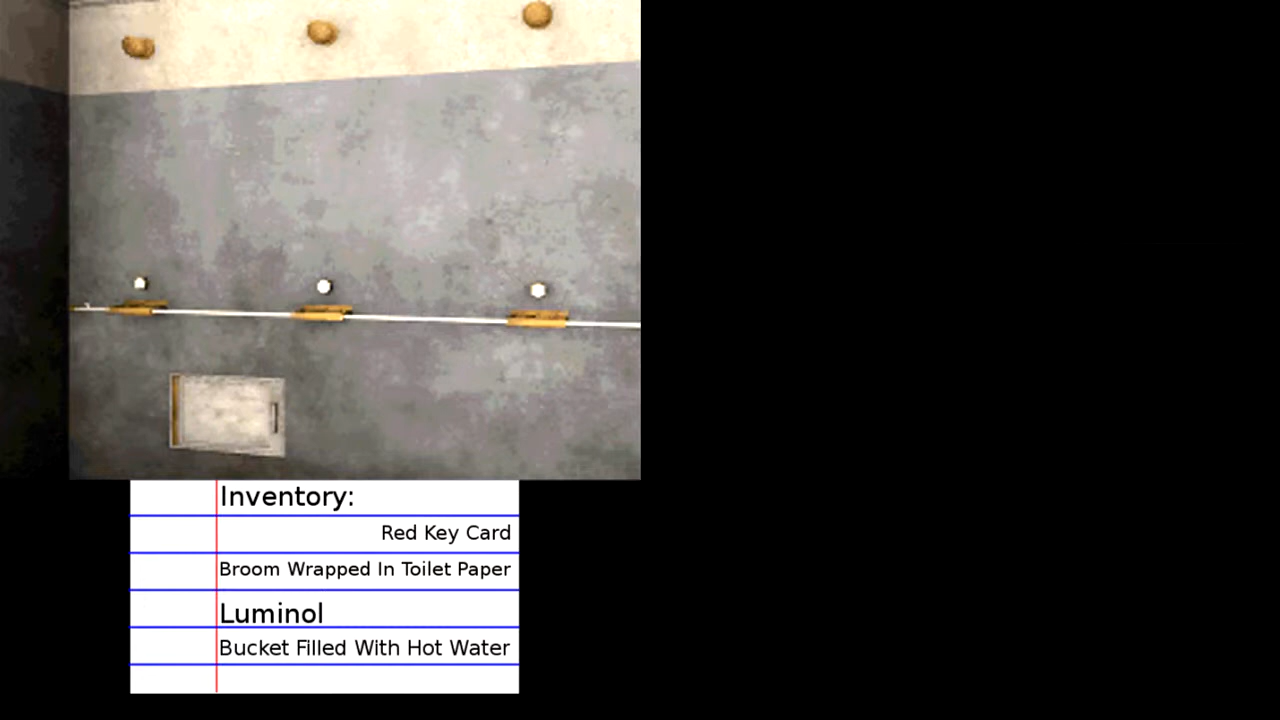 Inventory:
Red Key Card
Broom Wrapped In Toilet Paper
Luminol
Bucket Filled With Hot Water